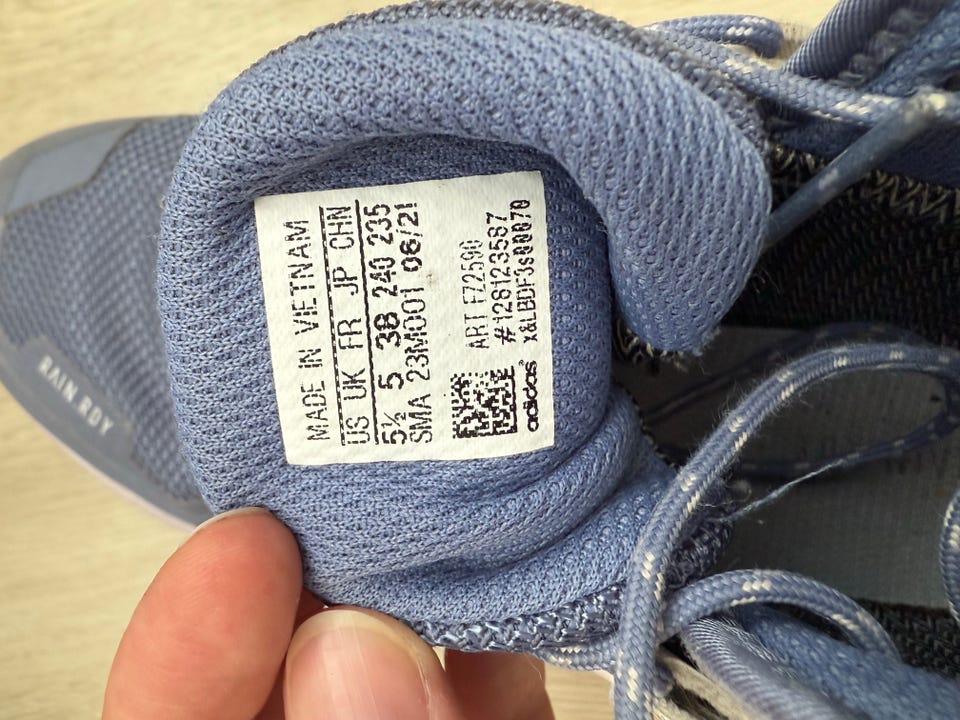 MADE IN VIETNAM
US UK FR JP CHN
5½ 5 38 240 235
SMA 23M001 06/21
ART FZ2590
#128123587
adidas
RAIN RDY